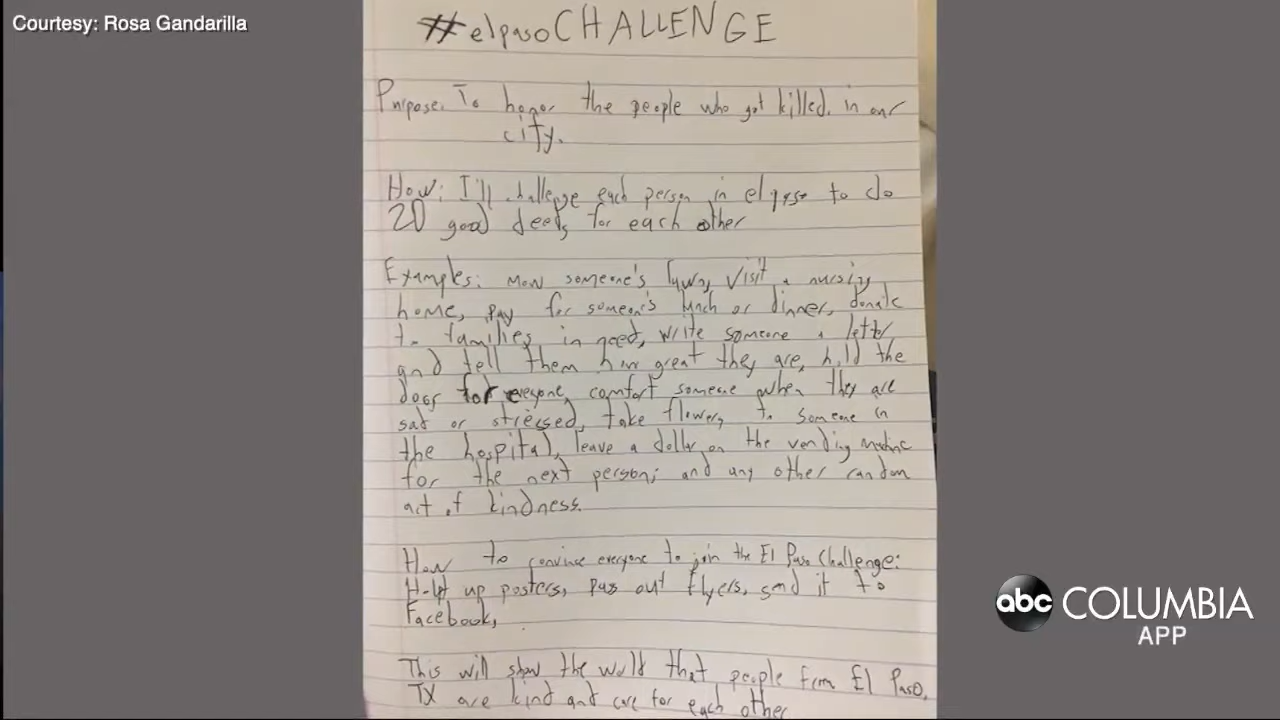 Courtesy: Rosa Gandarilla
#elpasoCHALLENGE
Purpose: To honor the people who got killed in our
city.
How: I'll challenge each person in el paso to do
20 good deeds for each other
Examples: mow someone's lawn, visit a nursing
home, pay for someone's lunch or dinner, donate
to families in need, write someone a letter
and tell them how great they are, hold the
door for everyone, comfort someone when they are
sad or stressed, take flowers to someone in
the hospital, leave a dollar on the vending machine
for the next person; and any other random
act of kindness.
How to convince everyone to join the El Paso Challenge:
up posters, pass out flyers, send it to
Facebook,
This will show the world that people from El Paso,
TX are kind and care for each other
abc COLUMBIA
APP